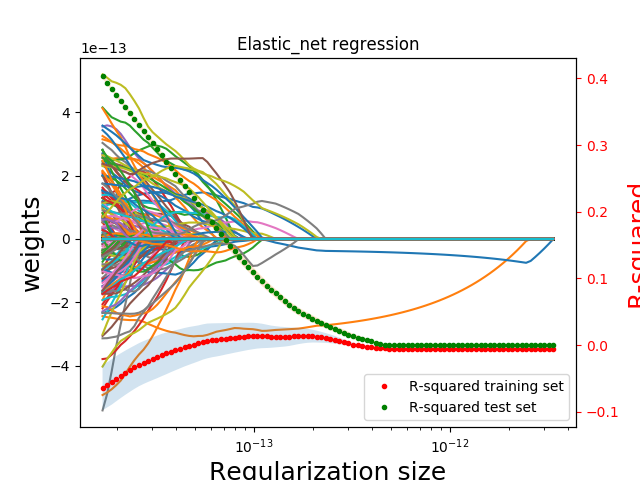 Elastic_net regression
1e−13
4
2
0
−2
−4
weights
0.4
0.3
0.2
0.1
0.0
−0.1
R-squared
R-squared training set
R-squared test set
10−13
10−12
Regularization size